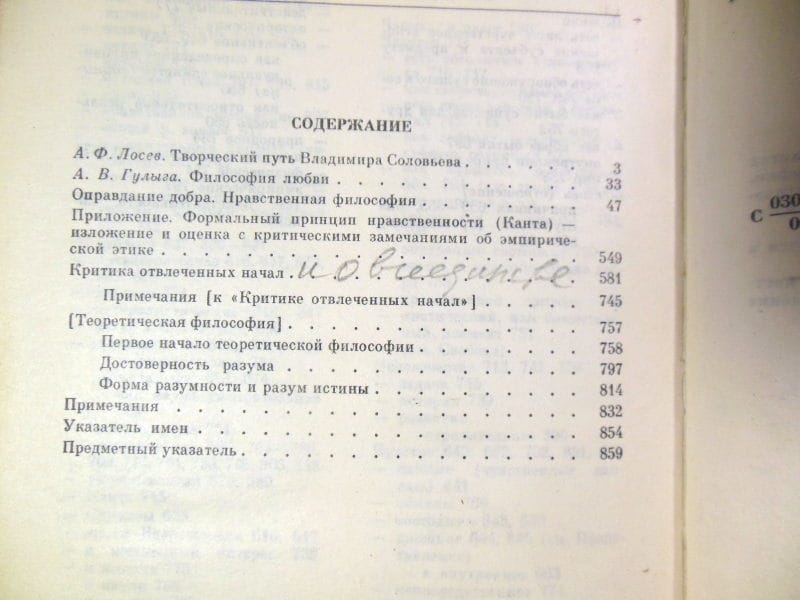 СОДЕРЖАНИЕ
А. Ф. Лосев. Творческий путь Владимира Соловьева . . . . . . 3
А. В. Гулыга. Философия любви . . . . . . . . . . . . 33
Оправдание добра. Нравственная философия . . . . . . . . 47
Приложение. Формальный принцип нравственности (Канта) —
изложение и оценка с критическими замечаниями об эмпириче-
ской этике . . . . . . . . . . . . . . . . . . 549
Критика отвлеченных начал . и о всеединстве 581
Примечания [к «Критике отвлеченных начал»] . . . . . 745
[Теоретическая философия] . . . . . . . . . . . . . 757
Первое начало теоретической философии . . . . . . . 758
Достоверность разума . . . . . . . . . . . . . 797
Форма разумности и разум истины . . . . . . . . . 814
Примечания . . . . . . . . . . . . . . . . . 832
Указатель имен . . . . . . . . . . . . . . . . 854
Предметный указатель . . . . . . . . . . . . . . 859
С 030